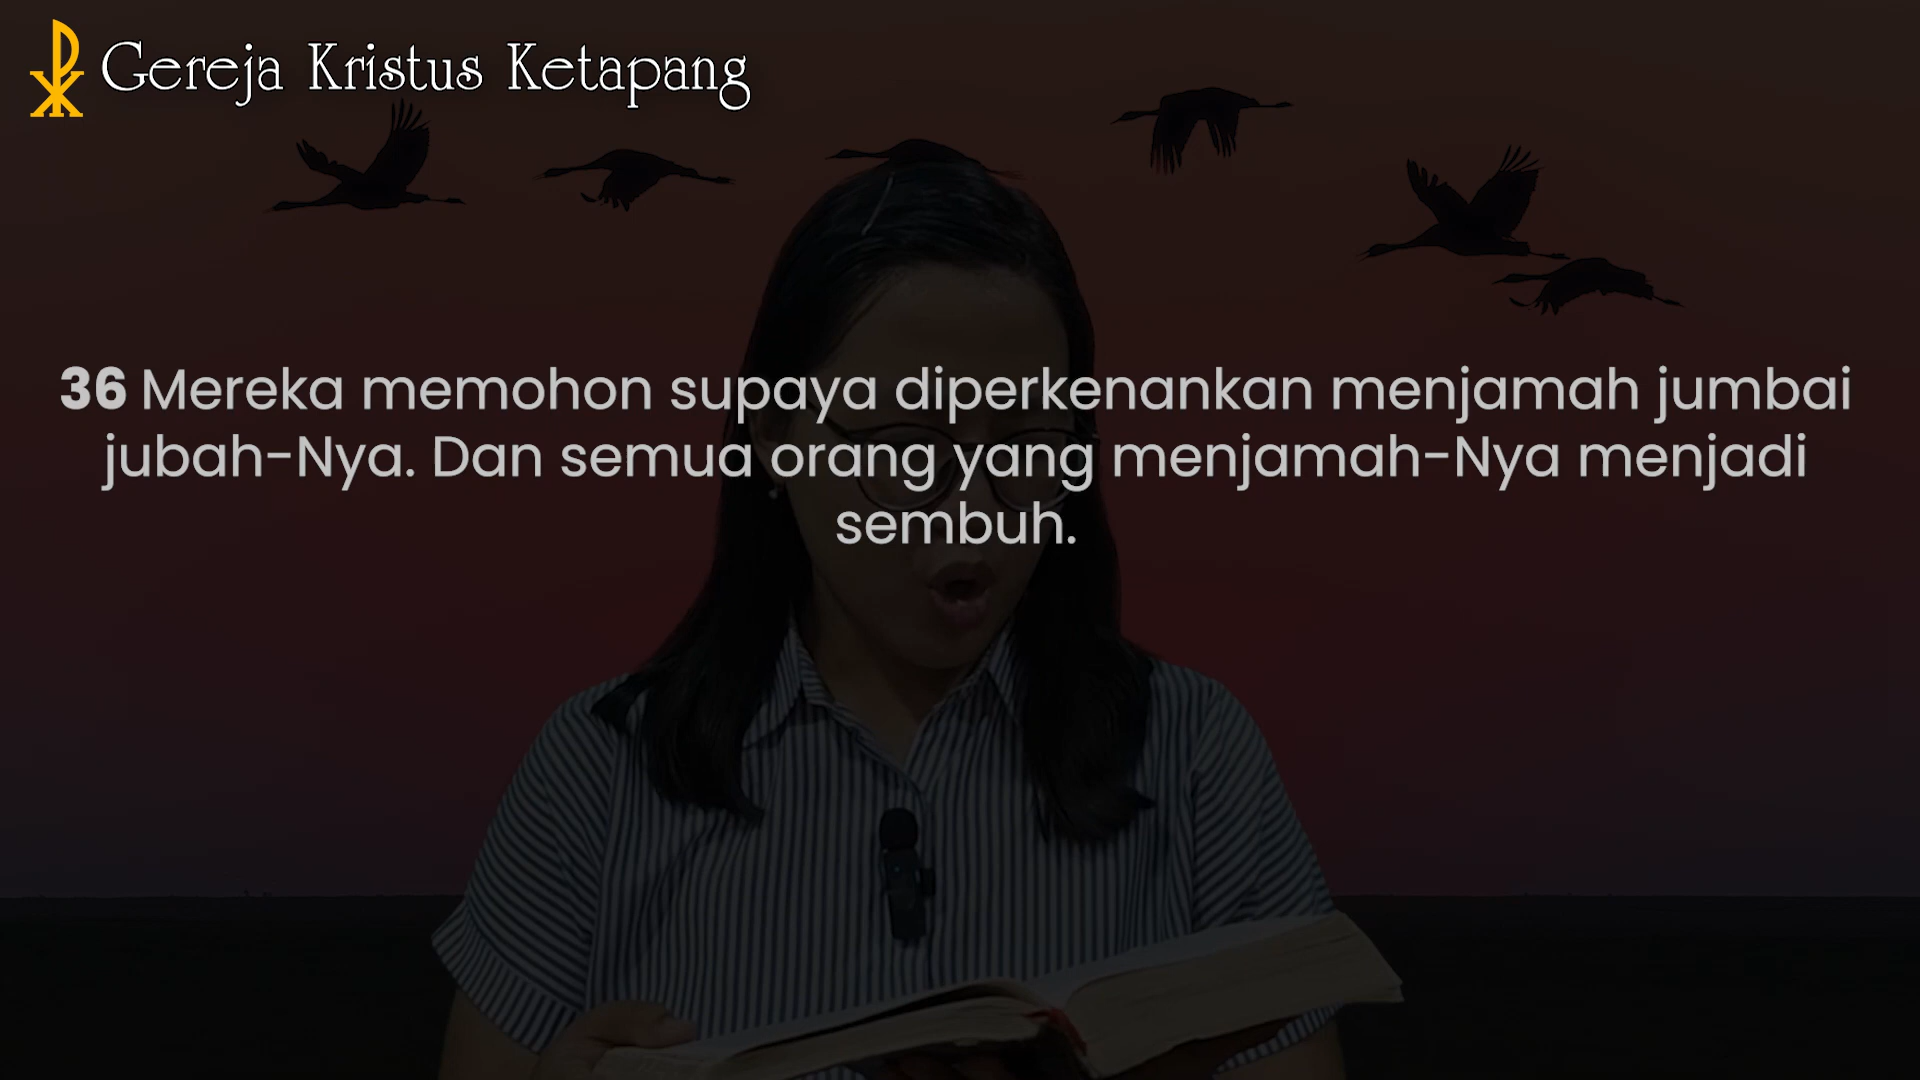 Gereja Kristus Ketapang
36 Mereka memohon supaya diperkenankan menjamah jumbai
jubah-Nya. Dan semua orang yang menjamah-Nya menjadi
sembuh.